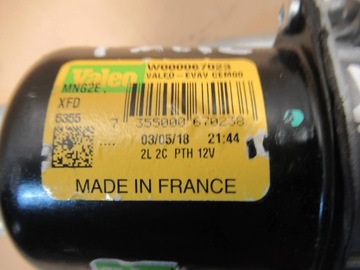 Valeo
W000067023
VALEO - EVAV CEM00
MNG2E.
XFD
6355
7 355000 670238
03/05/18 21:44
2L 2C PTH 12V
MADE IN FRANCE